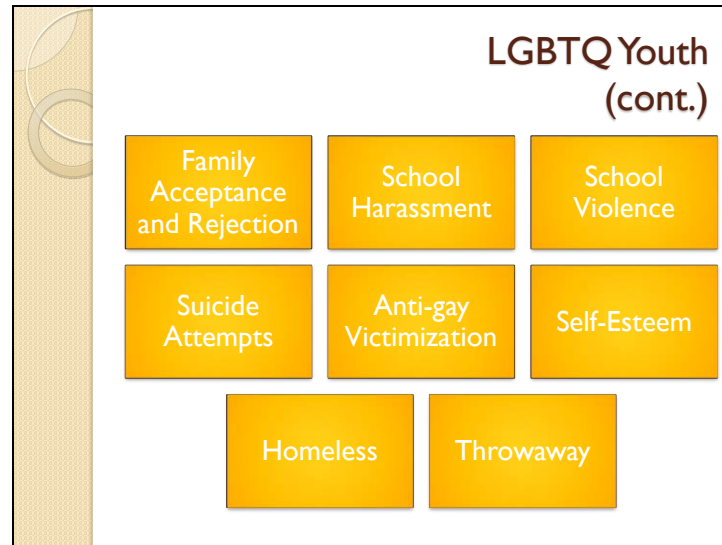 LGBTQ Youth
(cont.)
Family
Acceptance
and Rejection
School
Harassment
School
Violence
Suicide
Attempts
Anti-gay
Victimization
Self-Esteem
Homeless
Throwaway